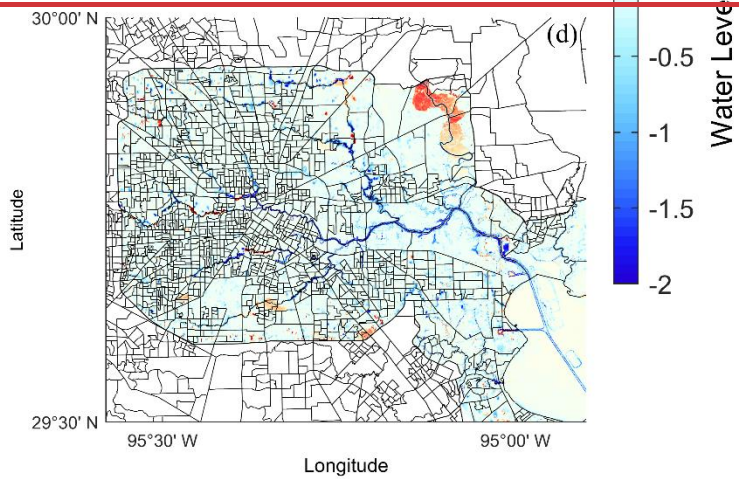 30°00' N
(d)
-0.5
-1
-1.5
-2
Water Leve
Latitude
29°30' N
95°30' W
95°00' W
Longitude